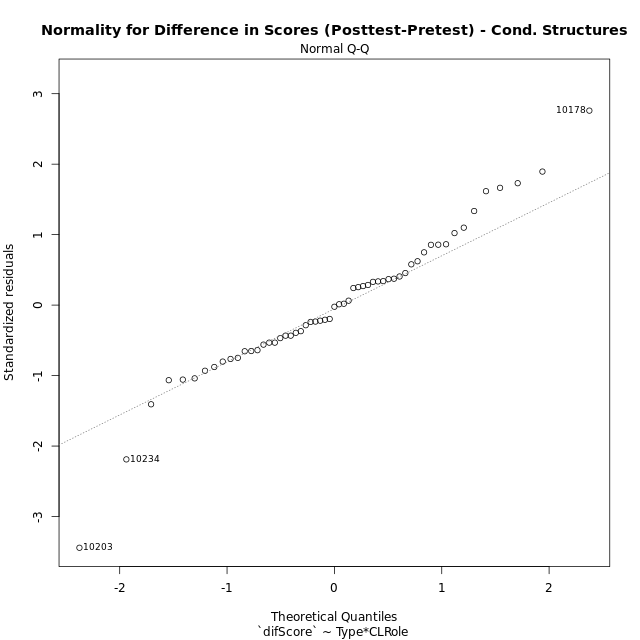 Normality for Difference in Scores (Posttest-Pretest) - Cond. Structures
Normal Q-Q
3
2
1
0
-1
-2
-3
Standardized residuals
10178
10234
10203
-2 -1 0 1 2
Theoretical Quantiles
`difScore` ~ Type*CLRole